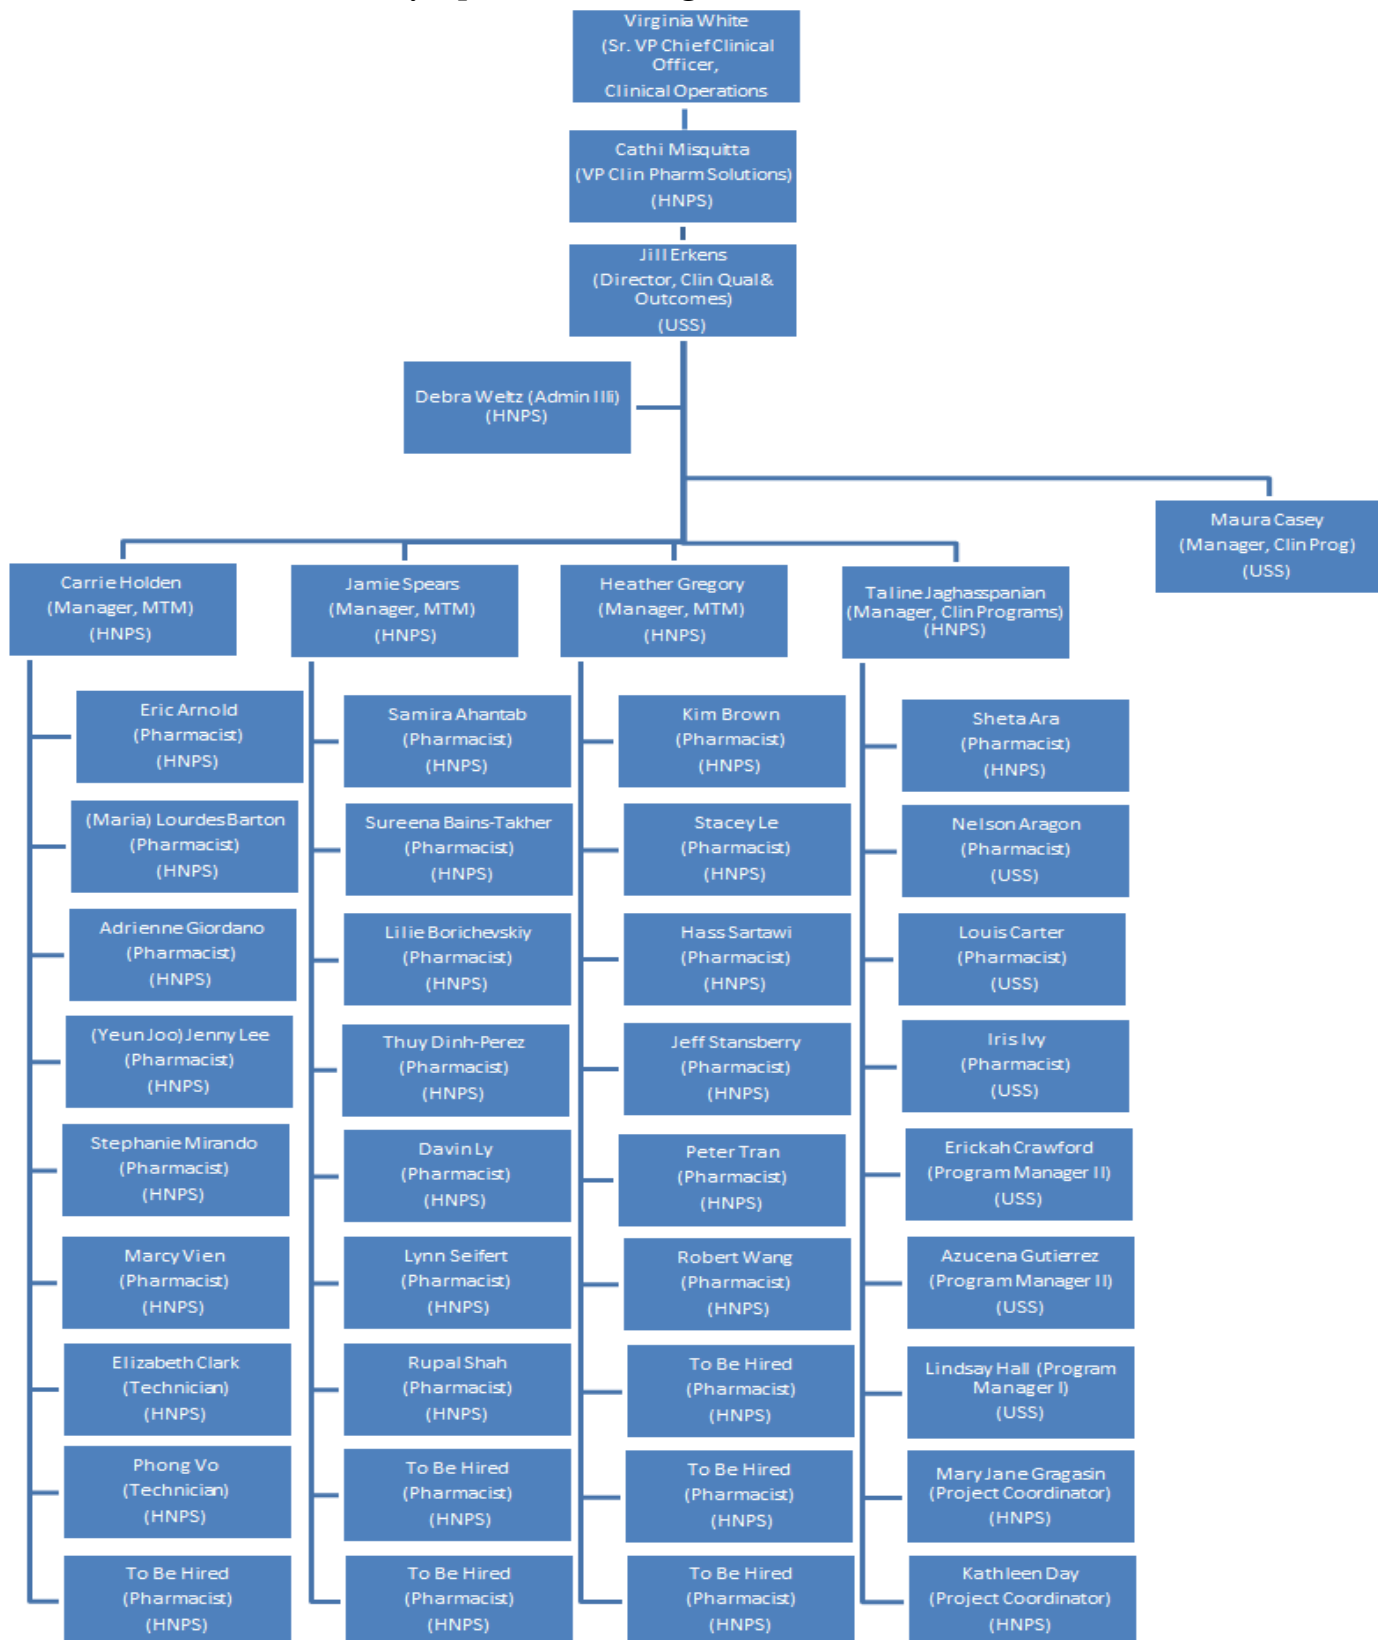 Virginia White
(Sr. VP Chief Clinical
Officer,
Clinical Operations
Cathi Misquitta
(VP Clin Pharm Solutions)
(HNPS)
Jill Erkens
(Director, Clin Qual &
Outcomes)
(USS)
Debra Weltz (Admin IIIi)
(HNPS)
Maura Casey
(Manager, Clin Prog)
(USS)
Carrie Holden
(Manager, MTM)
(HNPS)
Eric Arnold
(Pharmacist)
(HNPS)
(Maria) Lourdes Barton
(Pharmacist)
(HNPS)
Adrienne Giordano
(Pharmacist)
(HNPS)
(Yeun Joo) Jenny Lee
(Pharmacist)
(HNPS)
Stephanie Mirando
(Pharmacist)
(HNPS)
Marcy Vien
(Pharmacist)
(HNPS)
Elizabeth Clark
(Technician)
(HNPS)
Phong Vo
(Technician)
(HNPS)
To Be Hired
(Pharmacist)
(HNPS)
Jamie Spears
(Manager, MTM)
(HNPS)
Samira Ahantab
(Pharmacist)
(HNPS)
Sureena Bains-Takher
(Pharmacist)
(HNPS)
Lilie Borichevskiy
(Pharmacist)
(HNPS)
Thuy Dinh-Perez
(Pharmacist)
(HNPS)
Davin Ly
(Pharmacist)
(HNPS)
Lynn Seifert
(Pharmacist)
(HNPS)
Rupal Shah
(Pharmacist)
(HNPS)
To Be Hired
(Pharmacist)
(HNPS)
To Be Hired
(Pharmacist)
(HNPS)
Heather Gregory
(Manager, MTM)
(HNPS)
Kim Brown
(Pharmacist)
(HNPS)
Stacey Le
(Pharmacist)
(HNPS)
Hass Sartawi
(Pharmacist)
(HNPS)
Jeff Stansberry
(Pharmacist)
(HNPS)
Peter Tran
(Pharmacist)
(HNPS)
Robert Wang
(Pharmacist)
(HNPS)
To Be Hired
(Pharmacist)
(HNPS)
To Be Hired
(Pharmacist)
(HNPS)
To Be Hired
(Pharmacist)
(HNPS)
Taline Jaghasspanian
(Manager, Clin Programs)
(HNPS)
Sheta Ara
(Pharmacist)
(HNPS)
Nelson Aragon
(Pharmacist)
(USS)
Louis Carter
(Pharmacist)
(USS)
Iris Ivy
(Pharmacist)
(USS)
Erickah Crawford
(Program Manager II)
(USS)
Azucena Gutierrez
(Program Manager II)
(USS)
Lindsay Hall (Program
Manager I)
(USS)
Mary Jane Gragasin
(Project Coordinator)
(HNPS)
Kathleen Day
(Project Coordinator)
(HNPS)